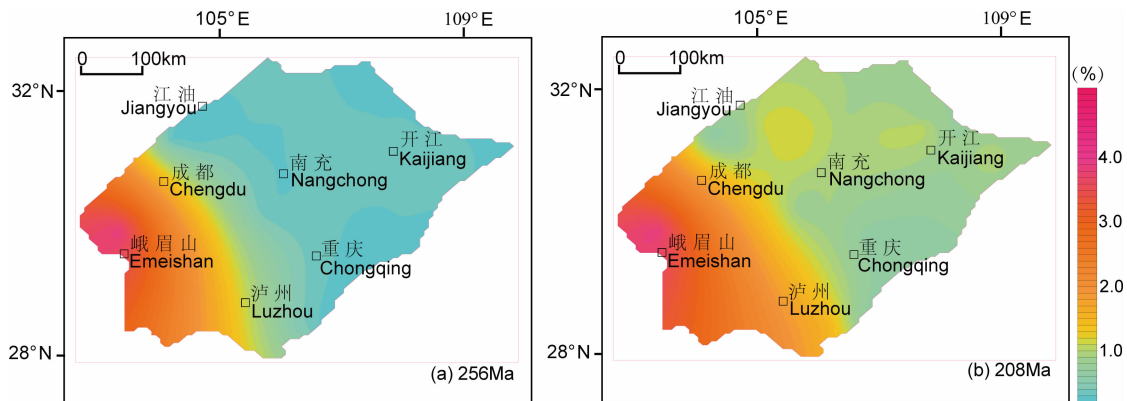 105°E
109°E
32°N
28°N
0
100km
江油
Jiangyou
成都
Chengdu
峨眉山
Emeishan
南充
Nangchong
开江
Kaijiang
重庆
Chongqing
泸州
Luzhou
(a) 256Ma
105°E
109°E
32°N
28°N
0
100km
江油
Jiangyou
成都
Chengdu
峨眉山
Emeishan
南充
Nangchong
开江
Kaijiang
重庆
Chongqing
泸州
Luzhou
(b) 208Ma
(%)
4.0
3.0
2.0
1.0